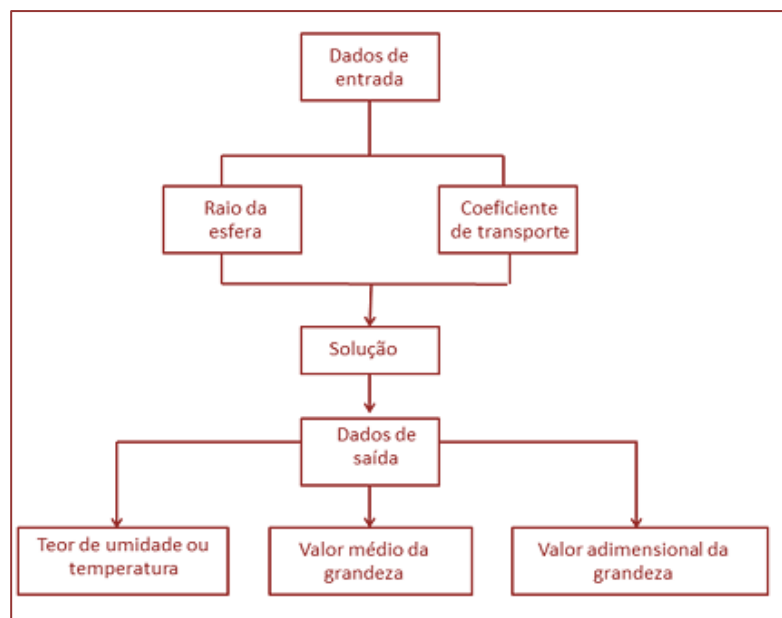 Dados de
entrada
Raio da
esfera
Coeficiente
de transporte
Solução
Dados de
saída
Teor de umidade ou
temperatura
Valor médio da
grandeza
Valor adimensional da
grandeza